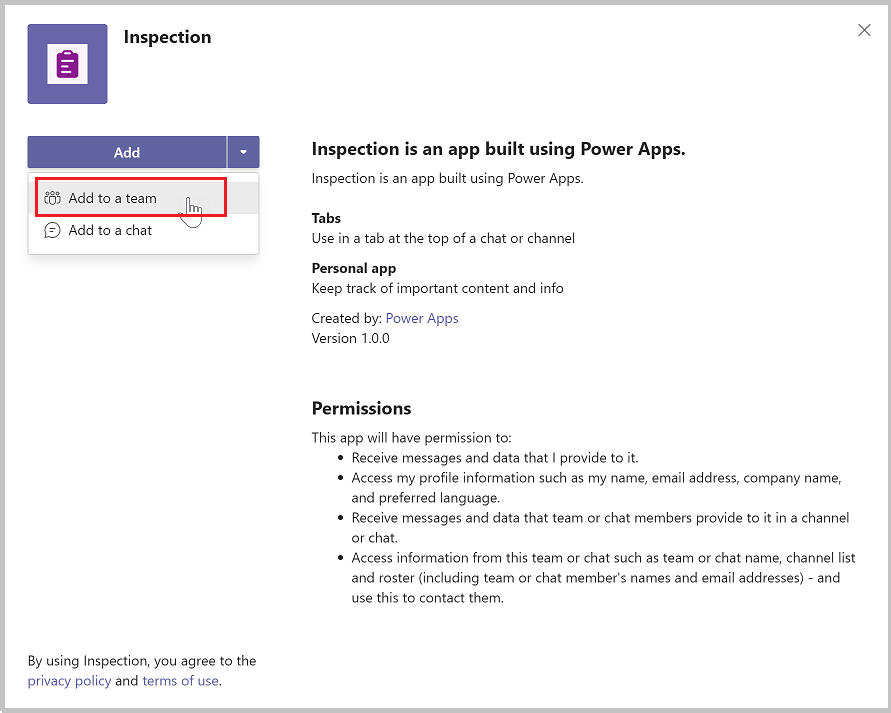 Inspection
Add
Add to a team
Add to a chat
Inspection is an app built using Power Apps.
Inspection is an app built using Power Apps.
Tabs
Use in a tab at the top of a chat or channel
Personal app
Keep track of important content and info
Created by: Power Apps
Version 1.0.0
Permissions
This app will have permission to:
• Receive messages and data that I provide to it.
• Access my profile information such as my name, email address, company name,
and preferred language.
• Receive messages and data that team or chat members provide to it in a channel
or chat.
• Access information from this team or chat such as team or chat name, channel list
and roster (including team or chat member's names and email addresses) - and
use this to contact them.
By using Inspection, you agree to the
privacy policy and terms of use.